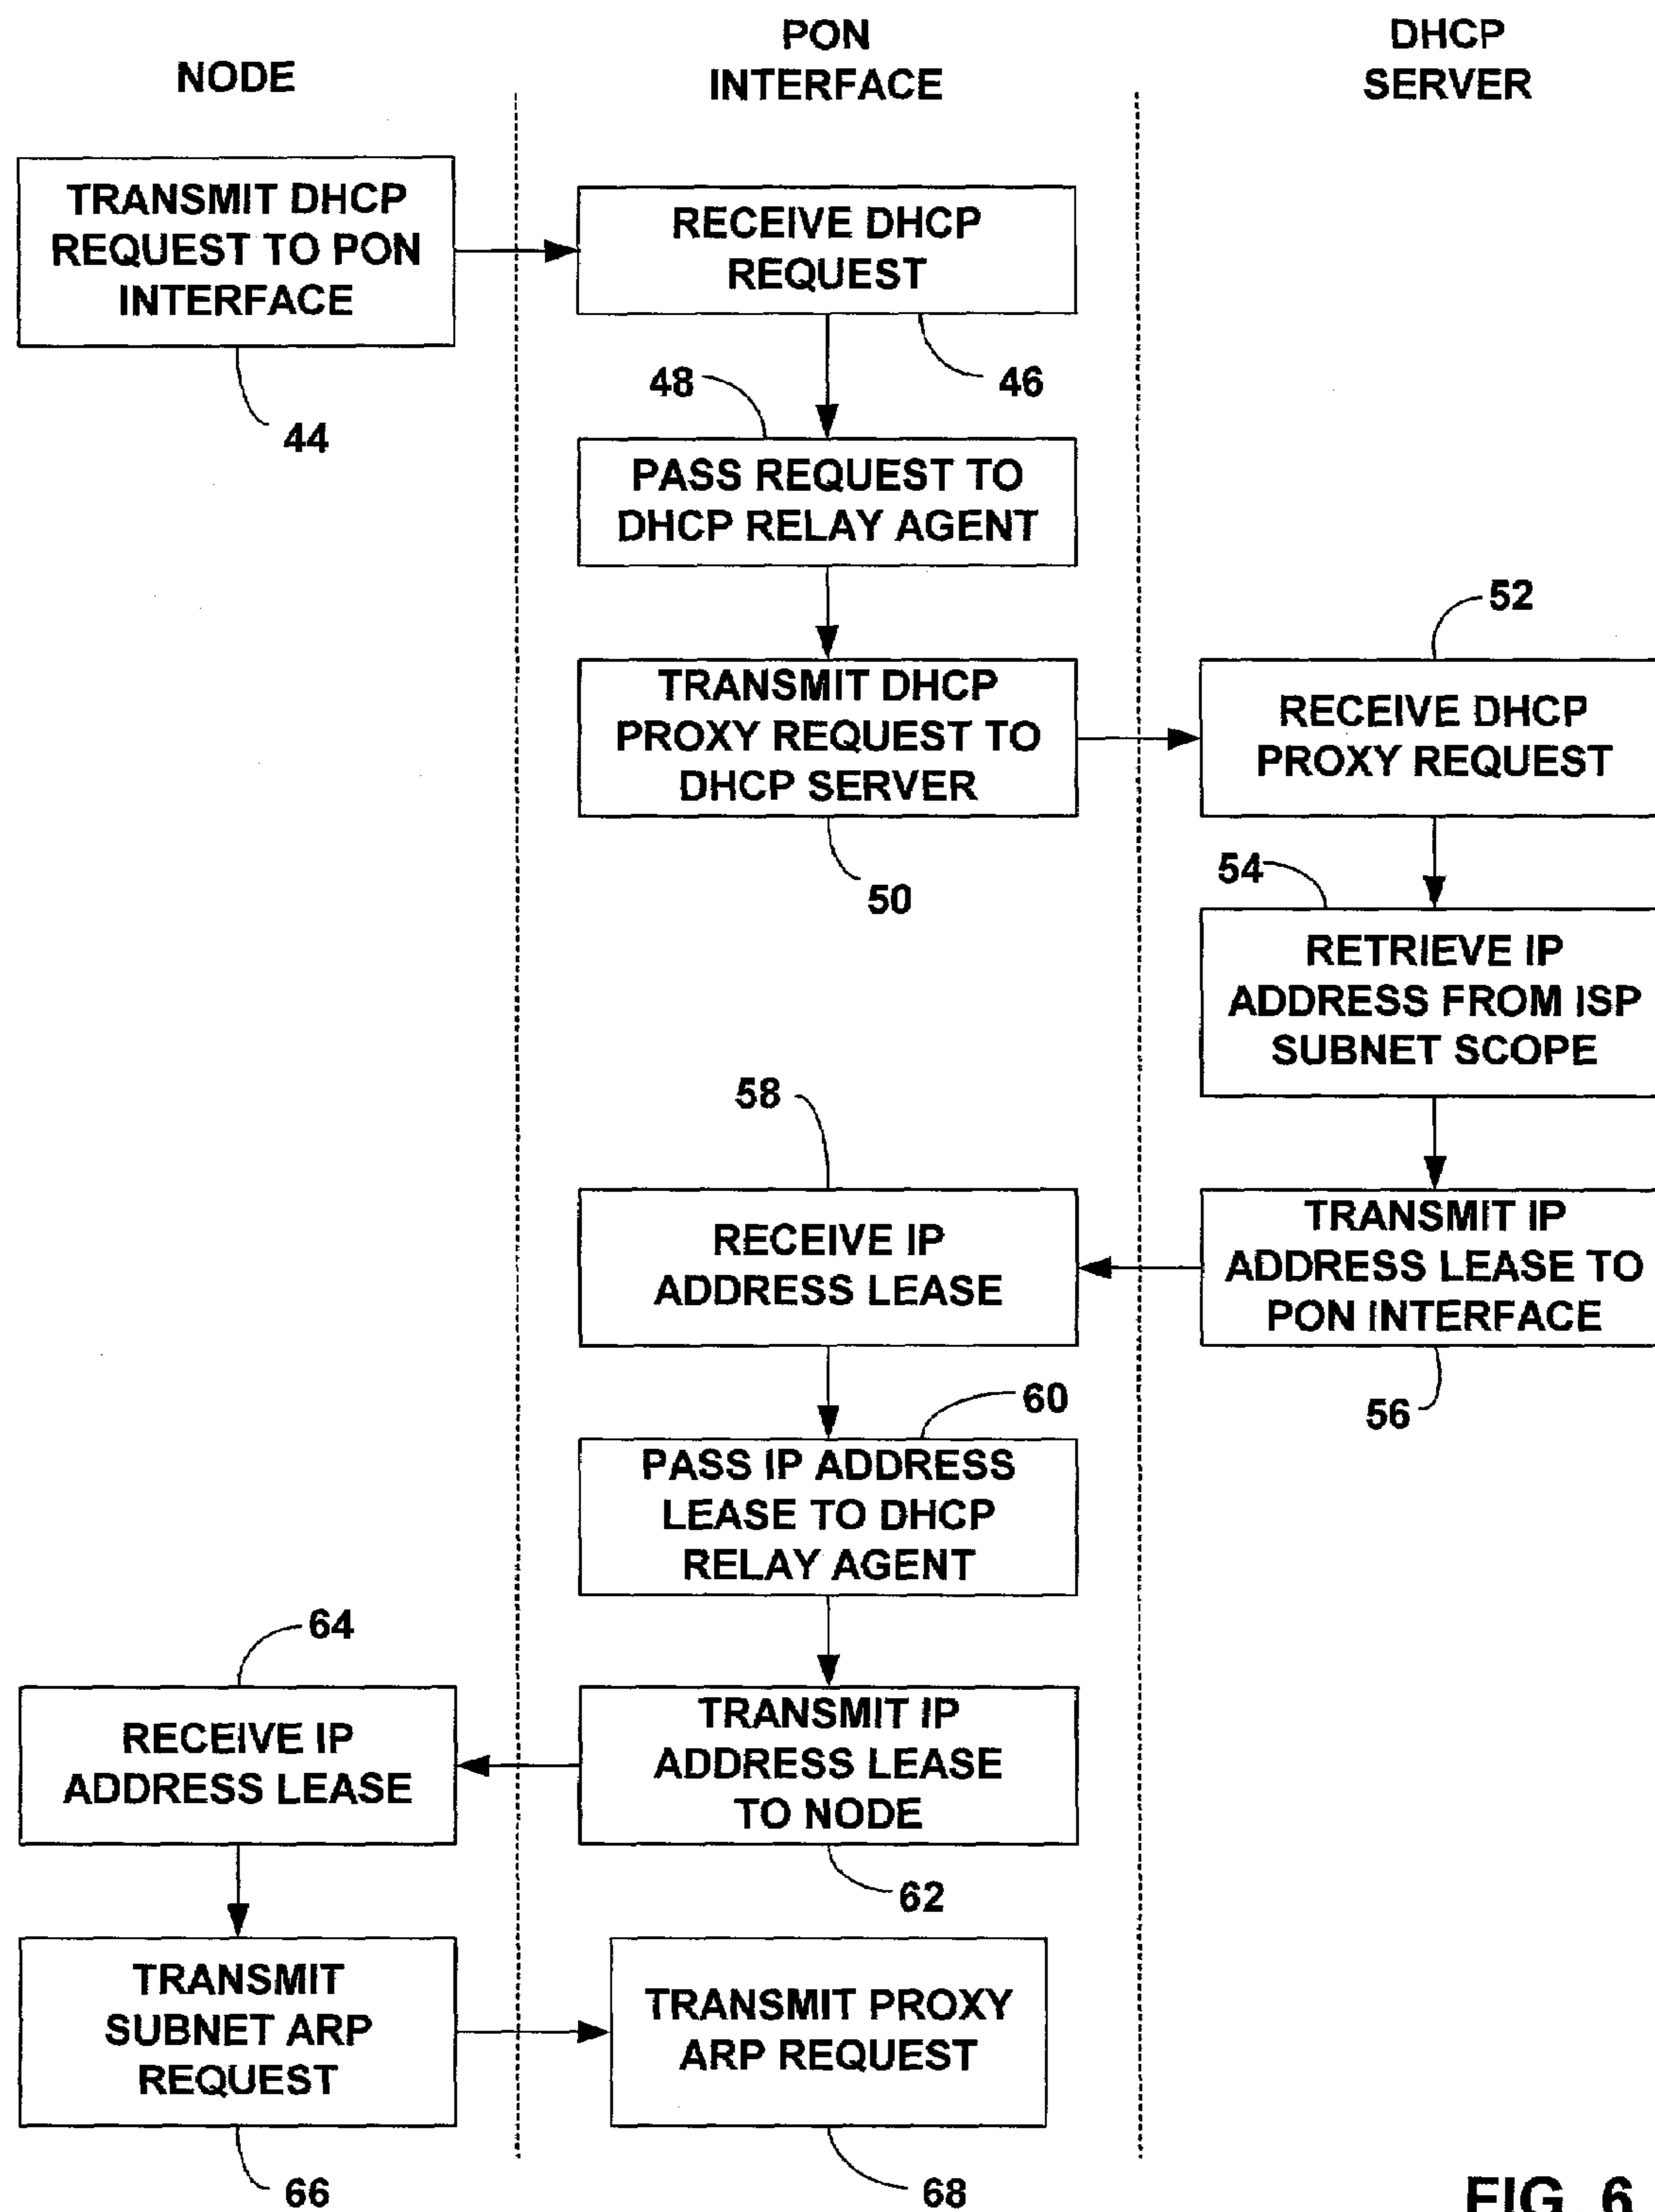 NODE
PON
INTERFACE
DHCP
SERVER
TRANSMIT DHCP
REQUEST TO PON
INTERFACE
44
RECEIVE DHCP
REQUEST
46
48
PASS REQUEST TO
DHCP RELAY AGENT
TRANSMIT DHCP
PROXY REQUEST TO
DHCP SERVER
50
52
RECEIVE DHCP
PROXY REQUEST
54
RETRIEVE IP
ADDRESS FROM ISP
SUBNET SCOPE
TRANSMIT IP
ADDRESS LEASE TO
PON INTERFACE
56
58
RECEIVE IP
ADDRESS LEASE
60
PASS IP ADDRESS
LEASE TO DHCP
RELAY AGENT
TRANSMIT IP
ADDRESS LEASE
TO NODE
62
64
RECEIVE IP
ADDRESS LEASE
TRANSMIT
SUBNET ARP
REQUEST
66
TRANSMIT PROXY
ARP REQUEST
68
FIG. 6